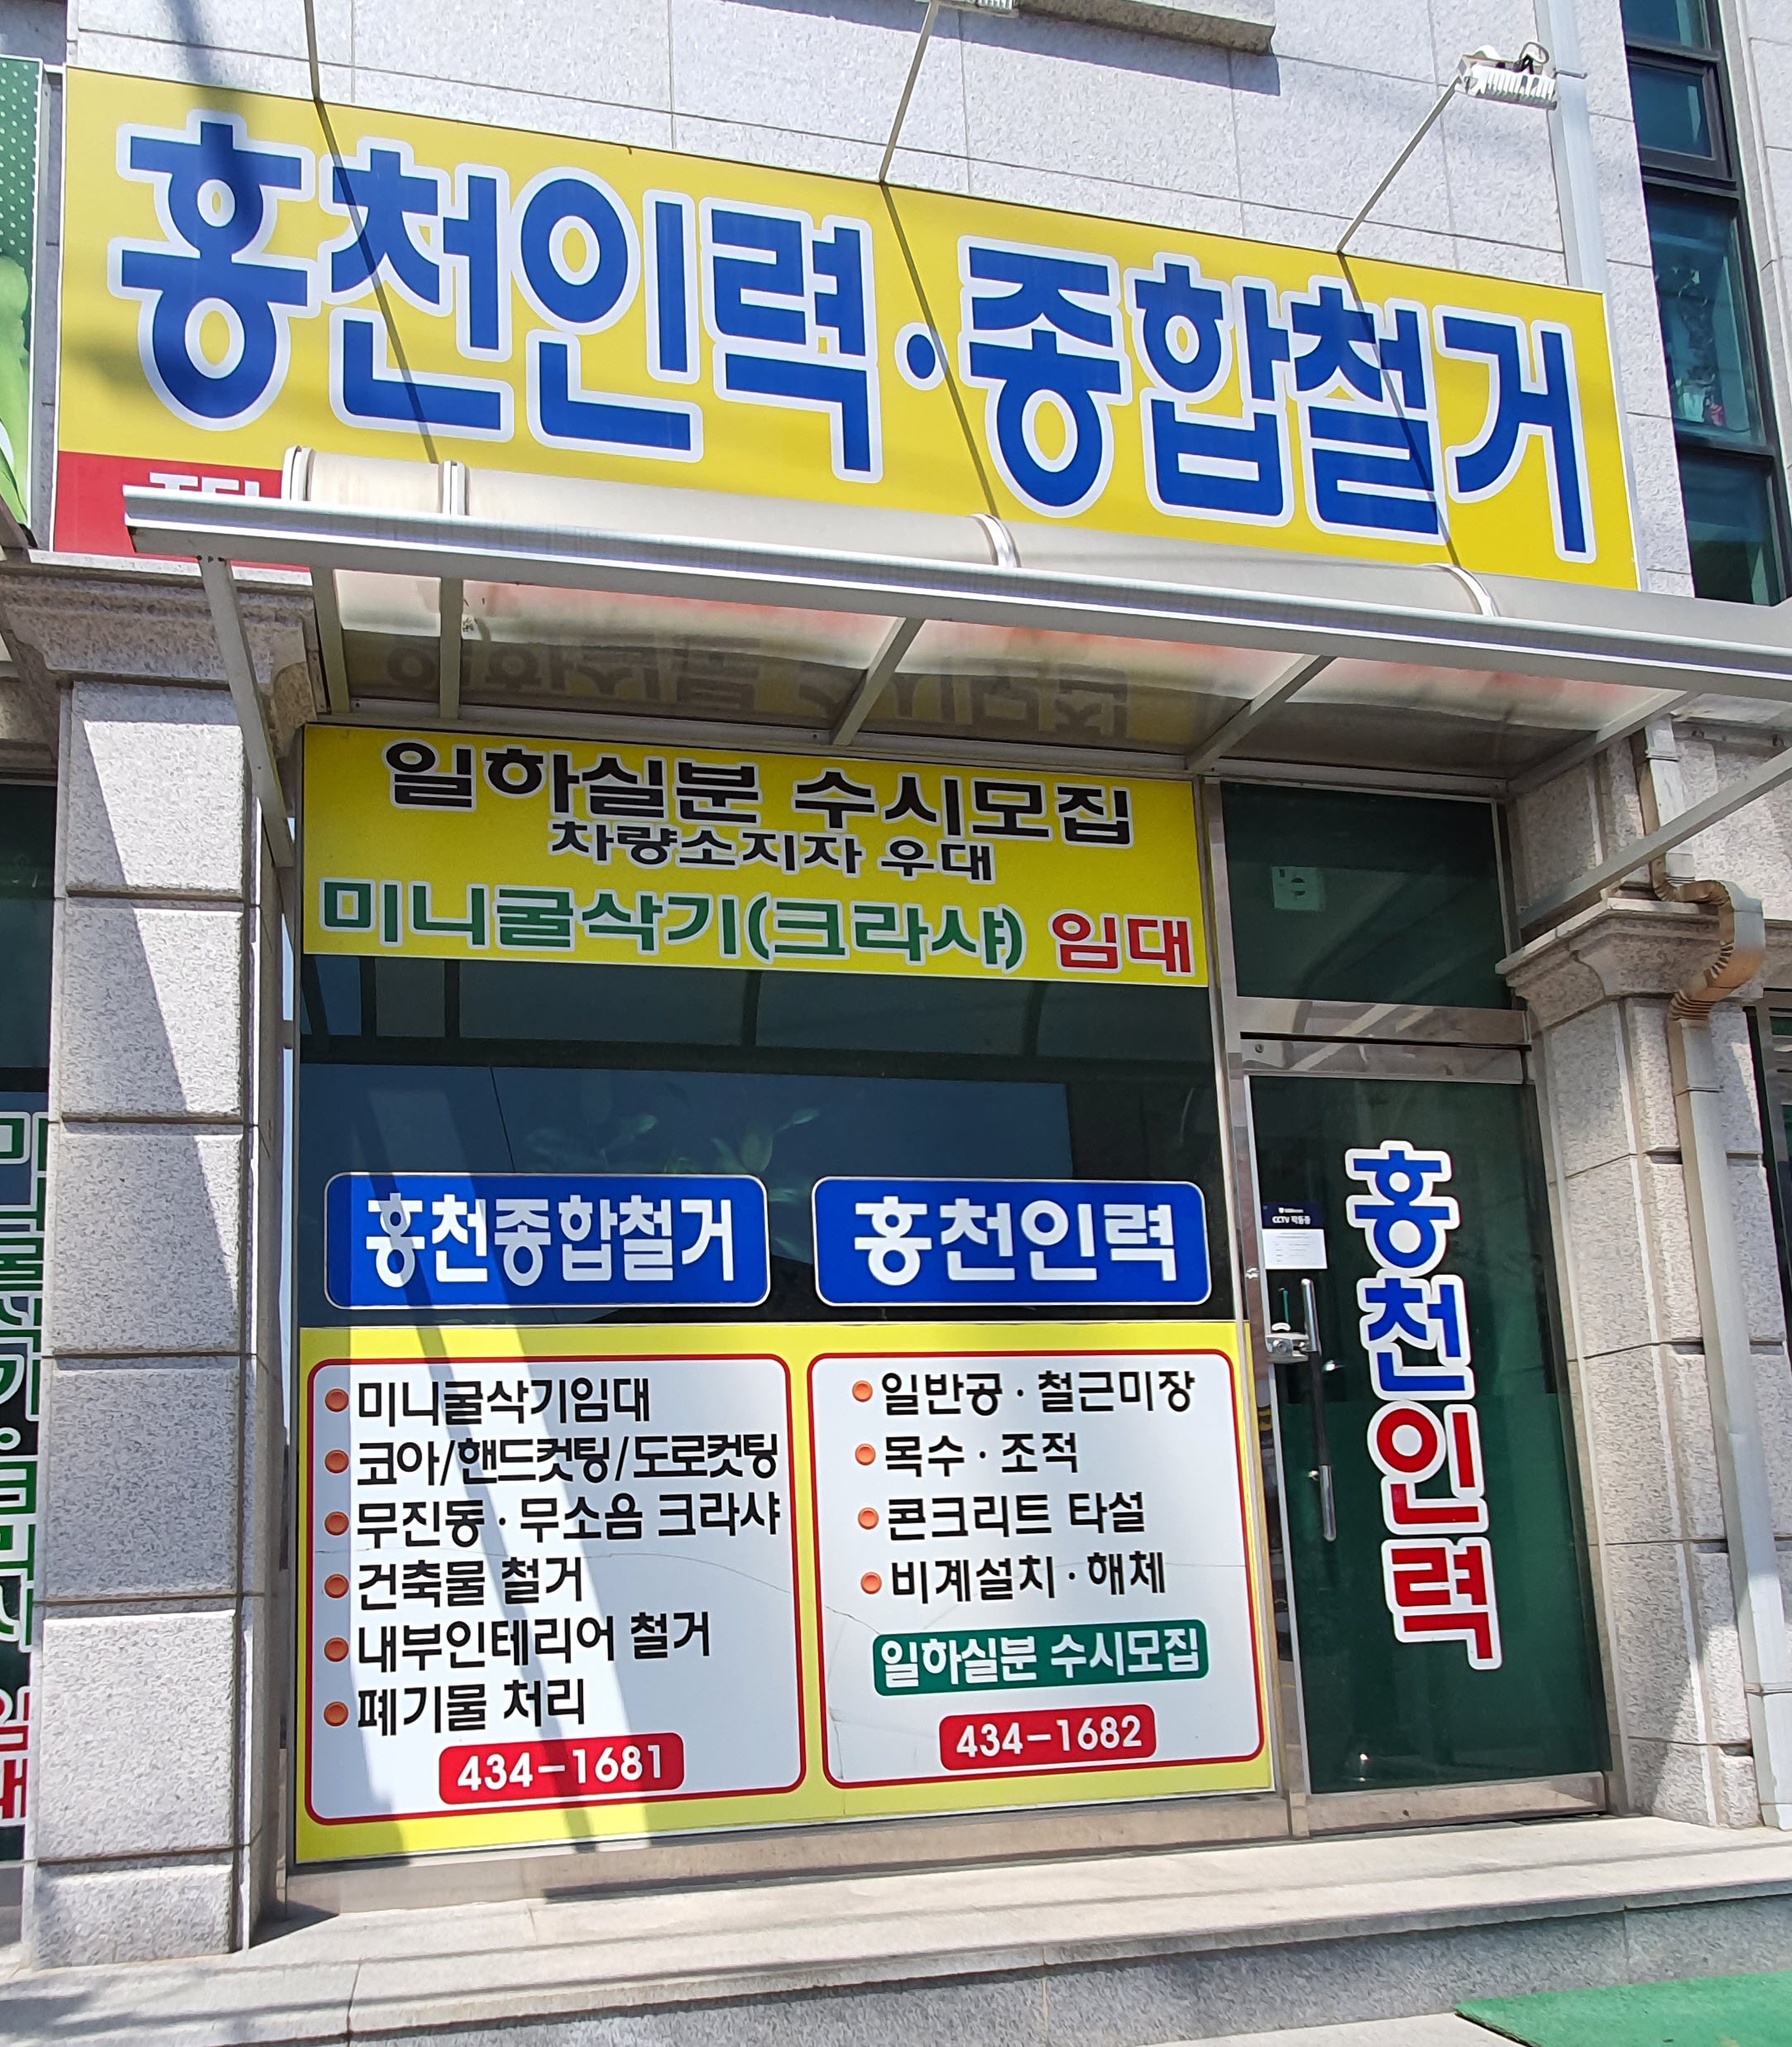 홍천인력·종합철거
일하실분 수시모집
차량소지자 우대
미니굴삭기(크라샤) 임대
홍천종합철거
미니굴삭기임대
코아/핸드컷팅/도로컷팅
무진동·무소음 크라샤
건축물 철거
내부인테리어 철거
폐기물 처리
434-1681
홍천인력
일반공·철근미장
목수·조적
콘크리트 타설
비계설치·해체
일하실분 수시모집
434-1682
CCTV 작동중
홍천인력